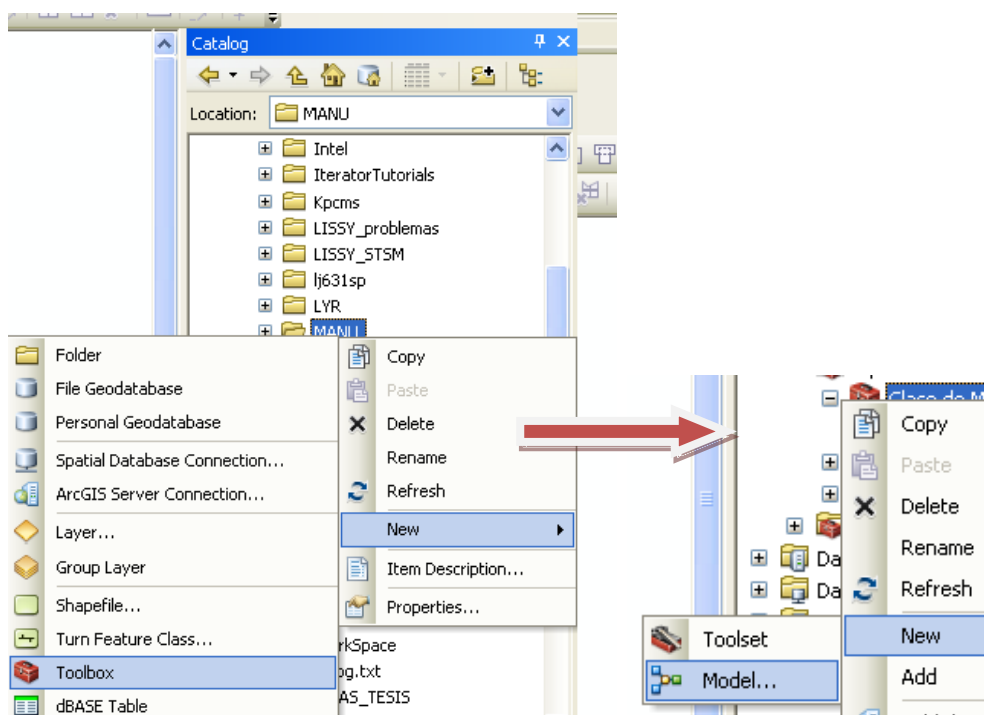 Catalog
Location: MANU
Intel
IteratorTutorials
Kpcms
LISSY_problemas
LISSY_STSM
lj631sp
LYR
MANU
Folder
File Geodatabase
Personal Geodatabase
Spatial Database Connection...
ArcGIS Server Connection...
Layer...
Group Layer
Shapefile...
Turn Feature Class...
Toolbox
dBASE Table
Copy
Paste
Delete
Rename
Refresh
New
Item Description...
Properties...
rkSpace
og.txt
AS_TESIS
Copy
Paste
Delete
Rename
Refresh
New
Add
Da
Da
Toolset
Model...